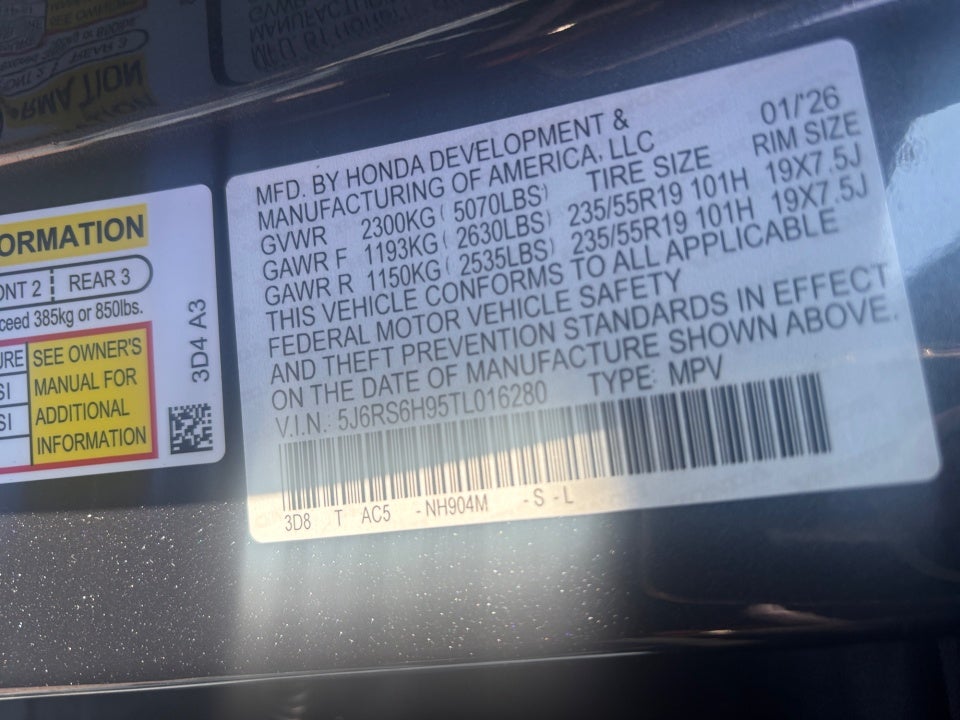 ORMATION
ONT 2 REAR 3
ceed 385kg or 850lbs.
URE SEE OWNER'S
SI MANUAL FOR
SI ADDITIONAL
INFORMATION
3D4 A3
01/'26
MFD. BY HONDA DEVELOPMENT &
MANUFACTURING OF AMERICA, LLC
TIRE SIZE RIM SIZE
GVWR 2300KG ( 5070LBS)
GAWR F 1193KG ( 2630LBS) 235/55R19 101H 19X7.5J
GAWR R 1150KG ( 2535LBS) 235/55R19 101H 19X7.5J
THIS VEHICLE CONFORMS TO ALL APPLICABLE
FEDERAL MOTOR VEHICLE SAFETY
AND THEFT PREVENTION STANDARDS IN EFFECT
ON THE DATE OF MANUFACTURE SHOWN ABOVE.
V.I.N.: 5J6RS6H95TL016280 TYPE: MPV
3D8 T AC5 -NH904M -S -L